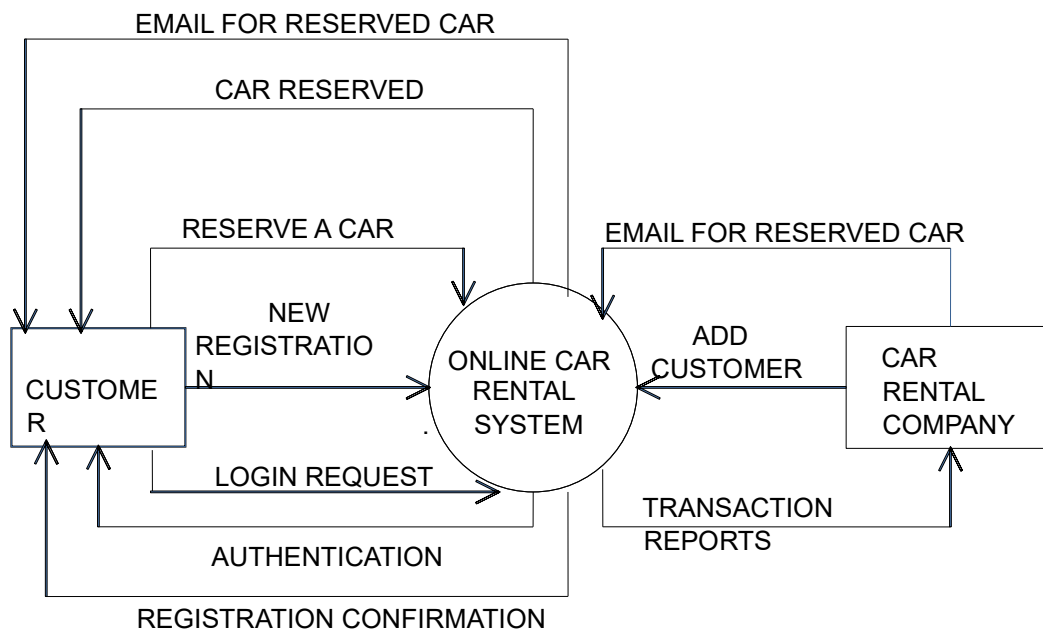 EMAIL FOR RESERVED CAR
CAR RESERVED
RESERVE A CAR
EMAIL FOR RESERVED CAR
NEW
REGISTRATIO
N
ADD
CUSTOMER
CUSTOME
R
ONLINE CAR
RENTAL
SYSTEM
.
CAR
RENTAL
COMPANY
LOGIN REQUEST
TRANSACTION
REPORTS
AUTHENTICATION
REGISTRATION CONFIRMATION